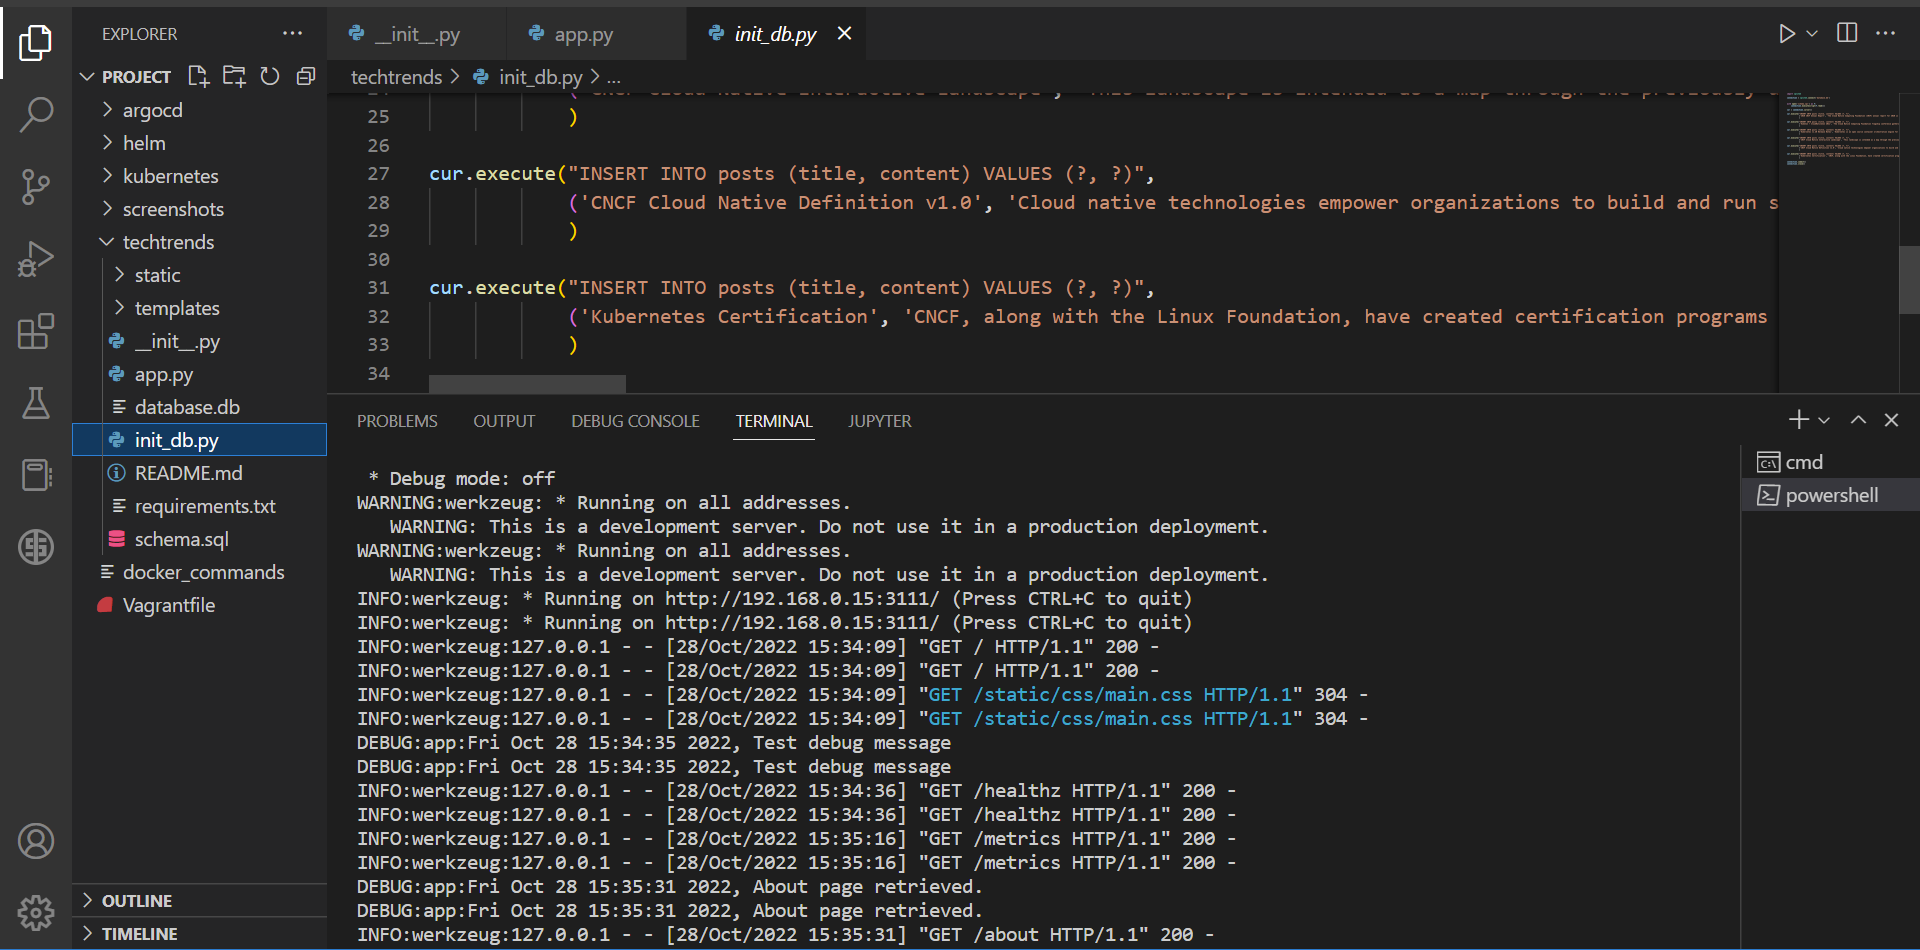 EXPLORER
PROJECT
argocd
helm
kubernetes
screenshots
techtrends
static
templates
__init__.py
app.py
database.db
init_db.py
README.md
requirements.txt
schema.sql
docker_commands
Vagrantfile
OUTLINE
TIMELINE
__init__.py app.py init_db.py
techtrends > init_db.py > ...
24 ('CNCF Cloud Native Interactive Landscape', 'This landscape is intended as a map through the previously
25 )
26
27 cur.execute("INSERT INTO posts (title, content) VALUES (?, ?)",
28 ('CNCF Cloud Native Definition v1.0', 'Cloud native technologies empower organizations to build and run s
29 )
30
31 cur.execute("INSERT INTO posts (title, content) VALUES (?, ?)",
32 ('Kubernetes Certification', 'CNCF, along with the Linux Foundation, have created certification programs
33 )
34
PROBLEMS OUTPUT DEBUG CONSOLE TERMINAL JUPYTER
* Debug mode: off
WARNING:werkzeug: * Running on all addresses.
WARNING: This is a development server. Do not use it in a production deployment.
WARNING:werkzeug: * Running on all addresses.
WARNING: This is a development server. Do not use it in a production deployment.
INFO:werkzeug: * Running on http://192.168.0.15:3111/ (Press CTRL+C to quit)
INFO:werkzeug: * Running on http://192.168.0.15:3111/ (Press CTRL+C to quit)
INFO:werkzeug:127.0.0.1 - - [28/Oct/2022 15:34:09] "GET / HTTP/1.1" 200 -
INFO:werkzeug:127.0.0.1 - - [28/Oct/2022 15:34:09] "GET / HTTP/1.1" 200 -
INFO:werkzeug:127.0.0.1 - - [28/Oct/2022 15:34:09] "GET /static/css/main.css HTTP/1.1" 304 -
INFO:werkzeug:127.0.0.1 - - [28/Oct/2022 15:34:09] "GET /static/css/main.css HTTP/1.1" 304 -
DEBUG:app:Fri Oct 28 15:34:35 2022, Test debug message
DEBUG:app:Fri Oct 28 15:34:35 2022, Test debug message
INFO:werkzeug:127.0.0.1 - - [28/Oct/2022 15:34:36] "GET /healthz HTTP/1.1" 200 -
INFO:werkzeug:127.0.0.1 - - [28/Oct/2022 15:34:36] "GET /healthz HTTP/1.1" 200 -
INFO:werkzeug:127.0.0.1 - - [28/Oct/2022 15:35:16] "GET /metrics HTTP/1.1" 200 -
INFO:werkzeug:127.0.0.1 - - [28/Oct/2022 15:35:16] "GET /metrics HTTP/1.1" 200 -
DEBUG:app:Fri Oct 28 15:35:31 2022, About page retrieved.
DEBUG:app:Fri Oct 28 15:35:31 2022, About page retrieved.
INFO:werkzeug:127.0.0.1 - - [28/Oct/2022 15:35:31] "GET /about HTTP/1.1" 200 -
cmd
powershell